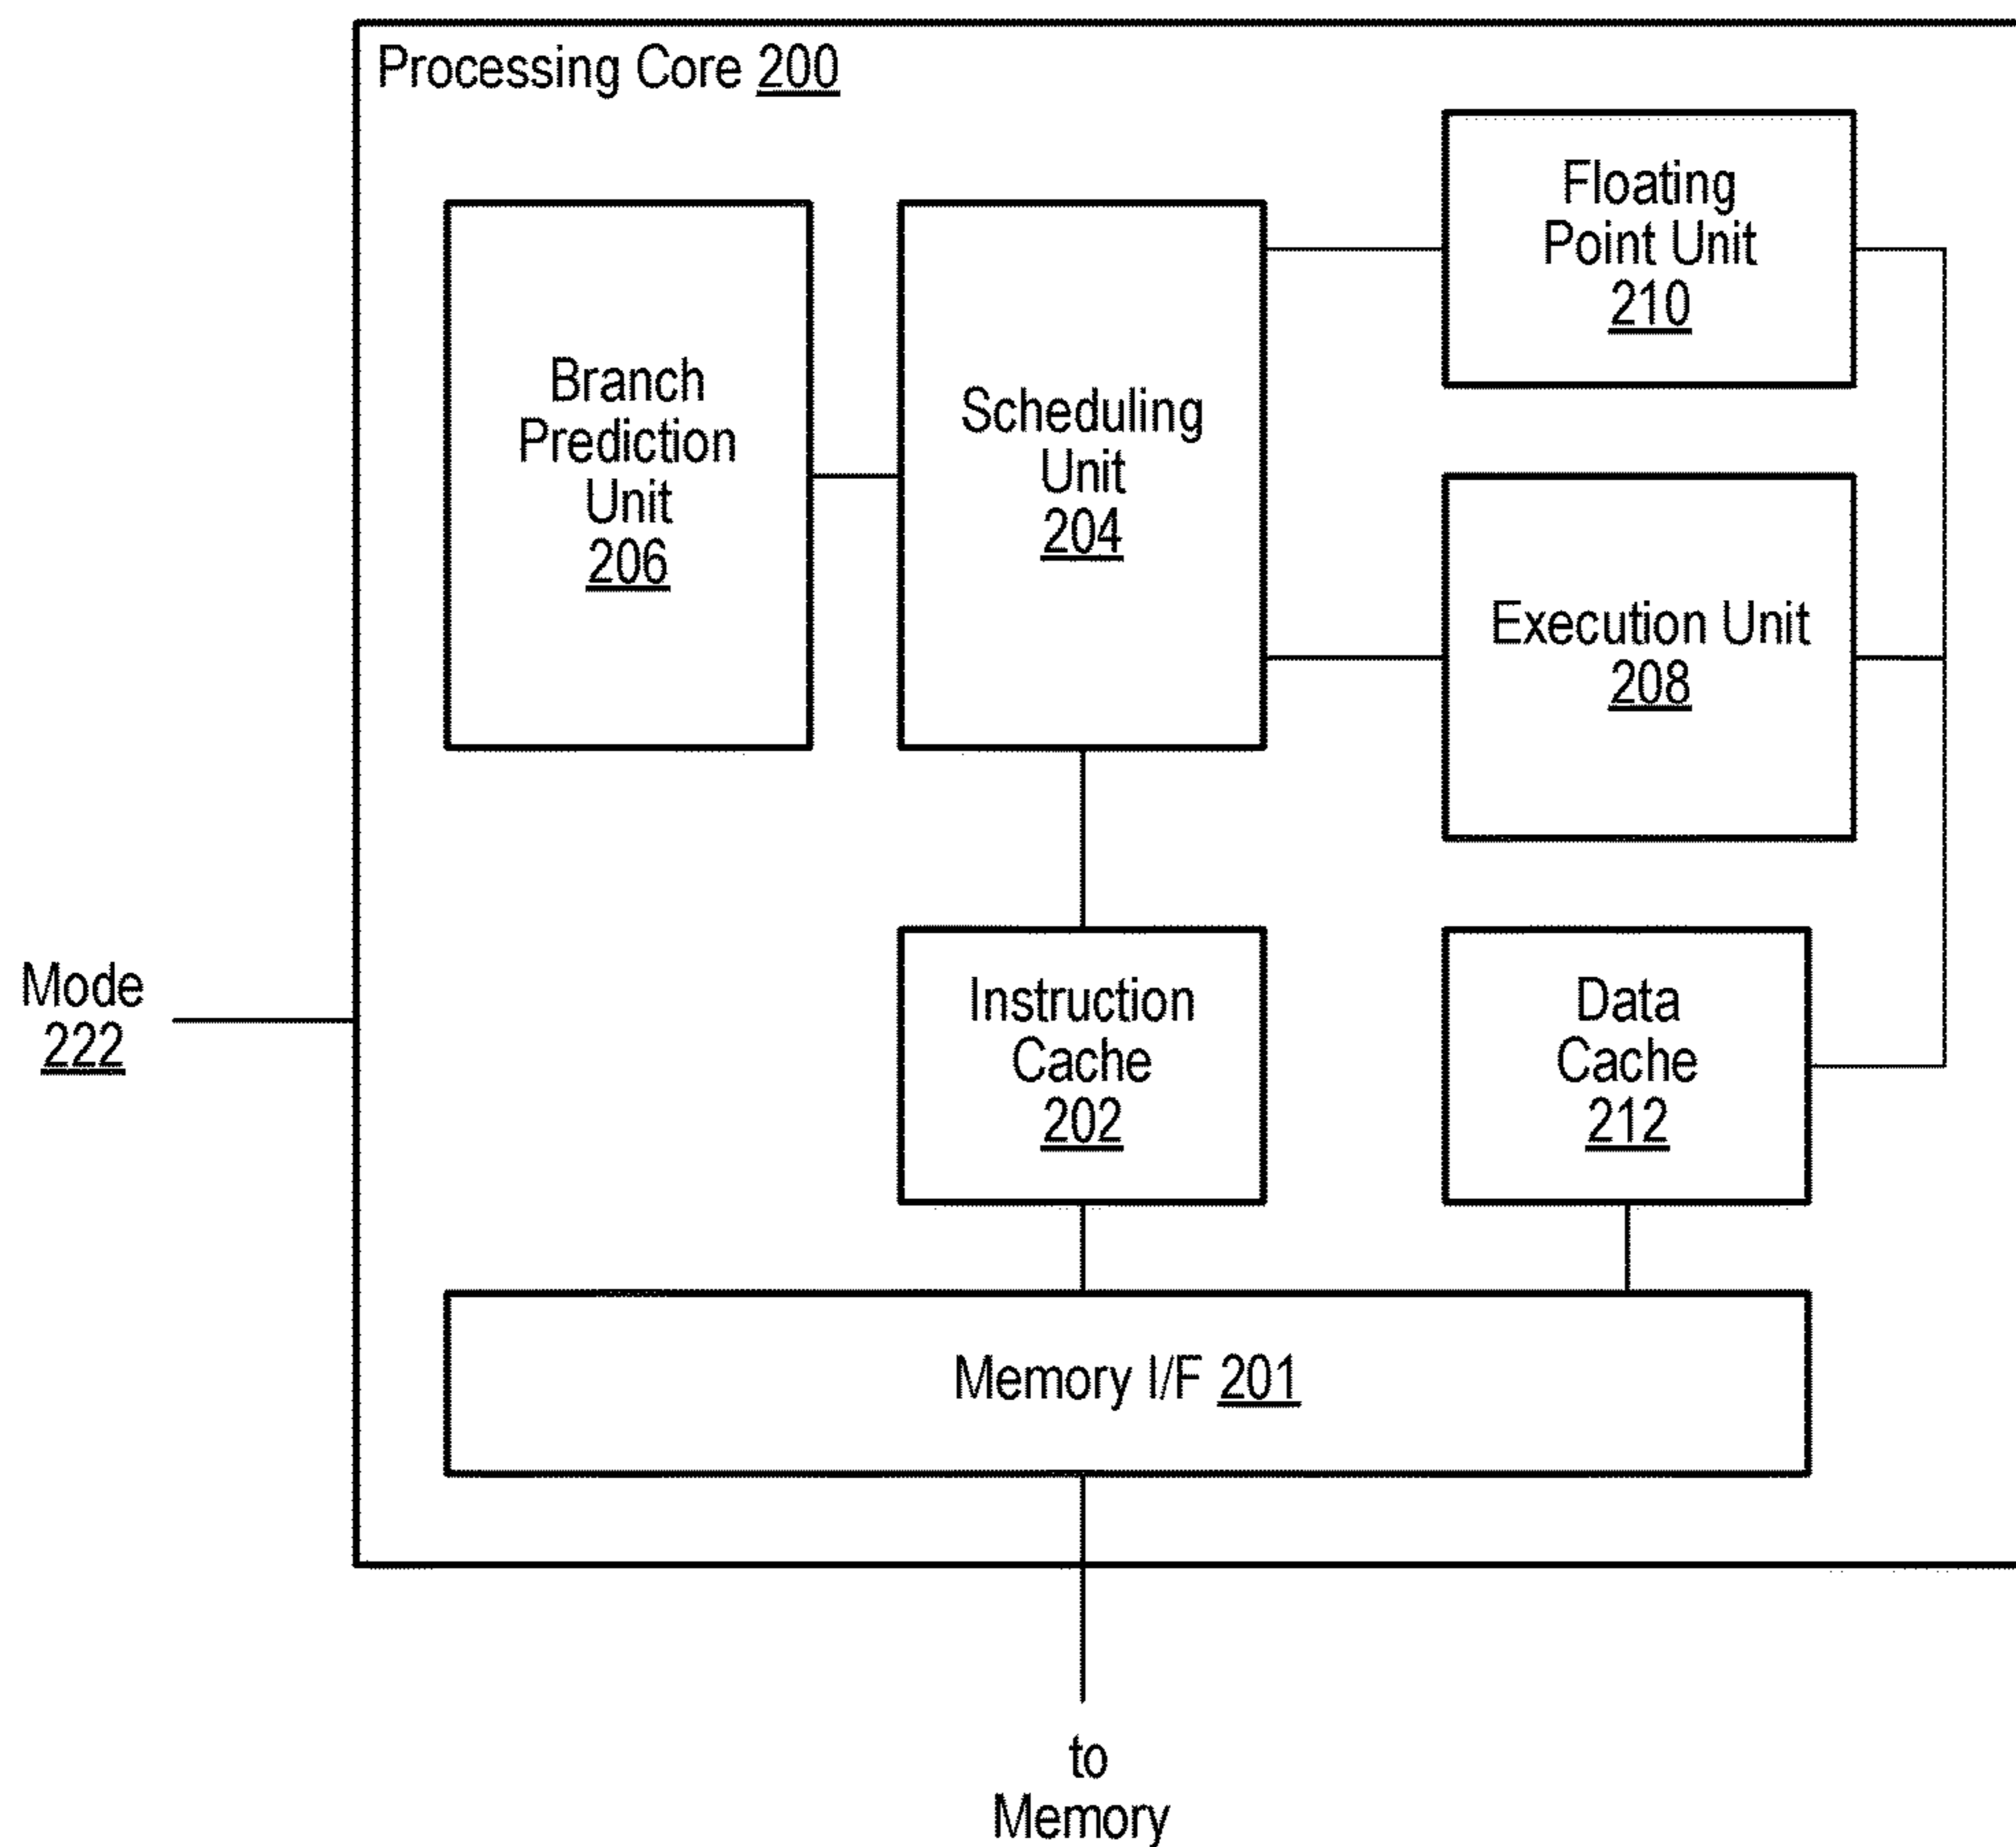 Processing Core 200
Branch
Prediction
Unit
206
Scheduling
Unit
204
Floating
Point Unit
210
Execution Unit
208
Mode
222
Instruction
Cache
202
Data
Cache
212
Memory I/F 201
to
Memory